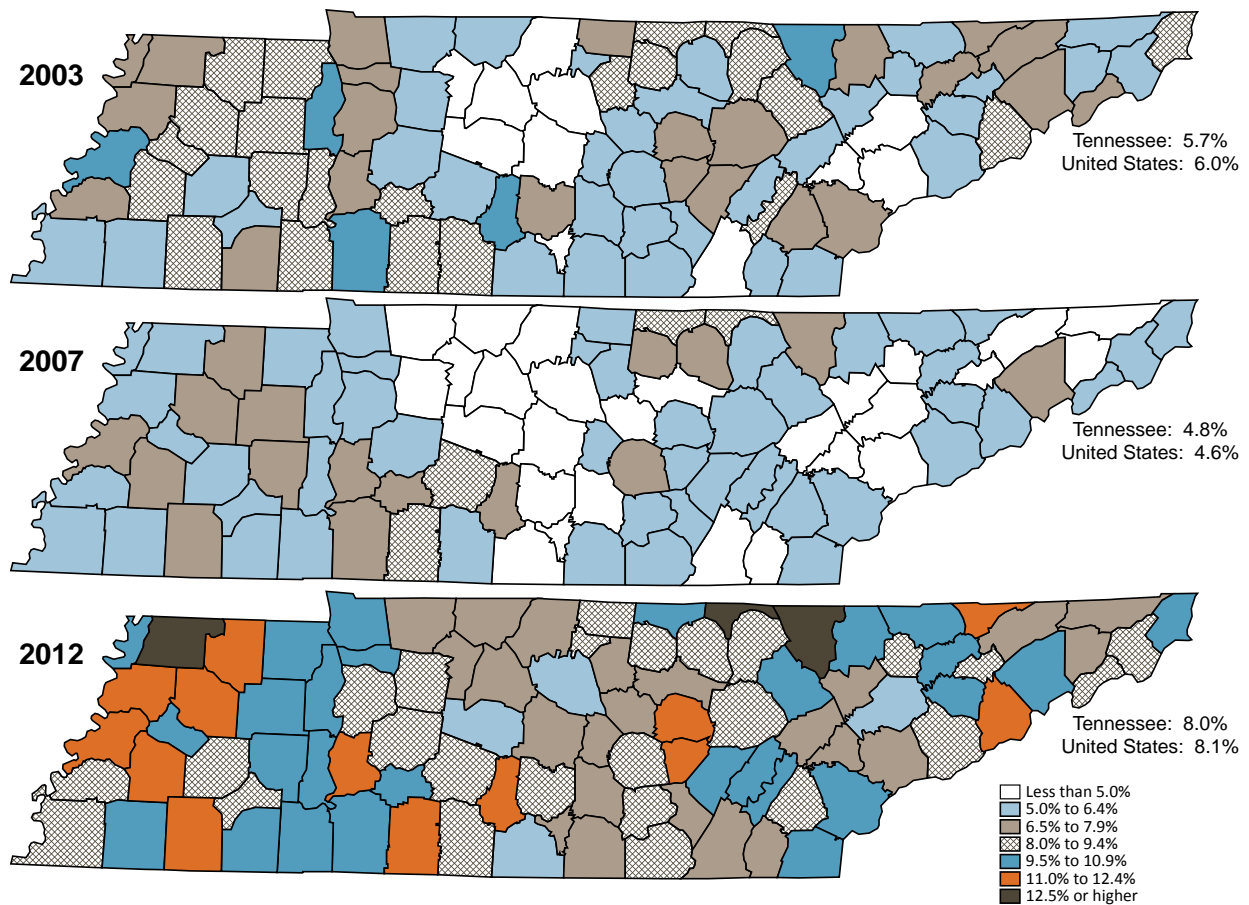 2003
Tennessee: 5.7%
United States: 6.0%
2007
Tennessee: 4.8%
United States: 4.6%
2012
Tennessee: 8.0%
United States: 8.1%
Less than 5.0%
5.0% to 6.4%
6.5% to 7.9%
8.0% to 9.4%
9.5% to 10.9%
11.0% to 12.4%
12.5% or higher